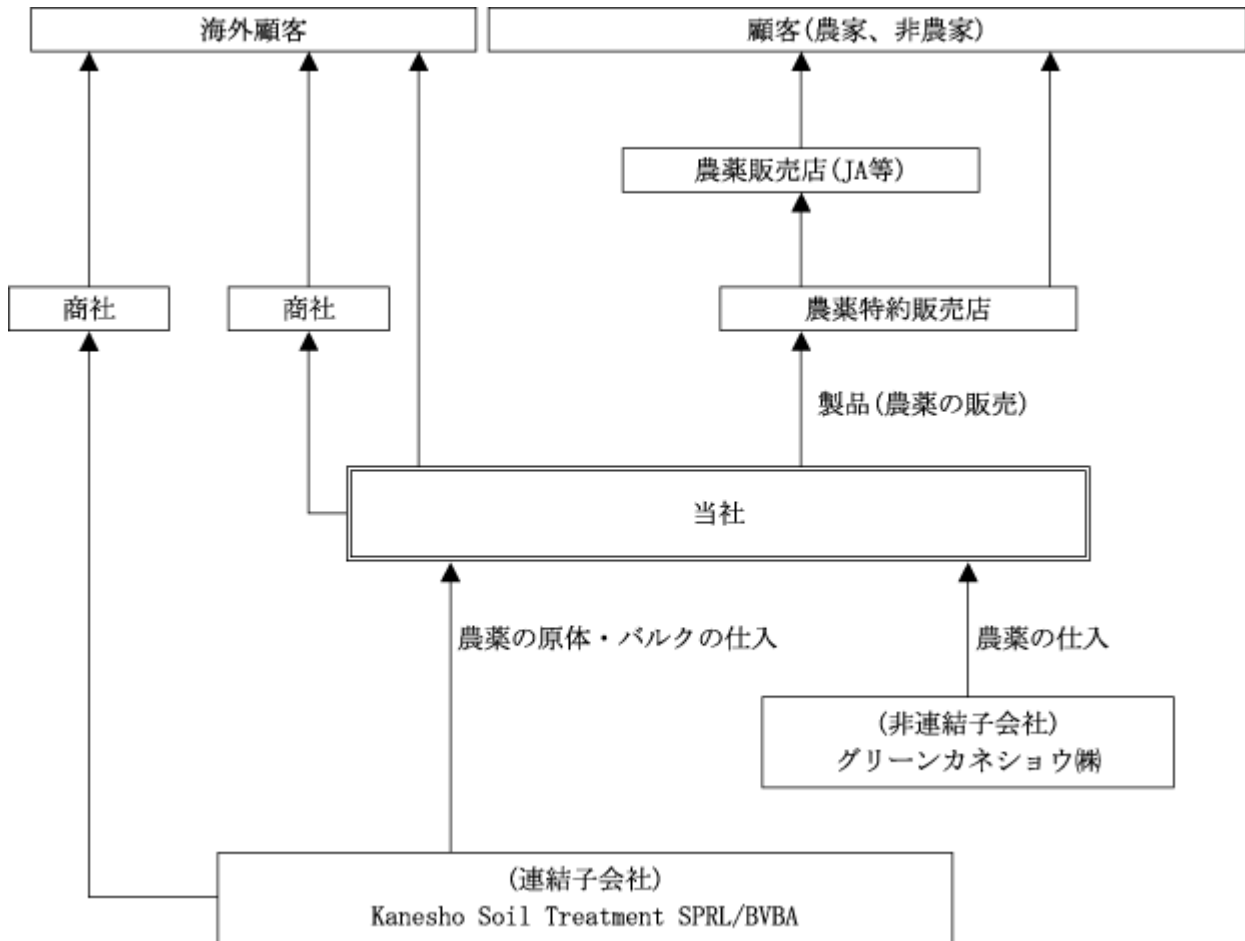 海外顧客
顧客(農家、非農家)
農薬販売店(JA等)
商社
商社
農薬特約販売店
製品(農薬の販売)
当社
農薬の原体・バルクの仕入
農薬の仕入
(非連結子会社)
グリーンカネショウ㈱
(連結子会社)
Kanesho Soil Treatment SPRL/BVBA